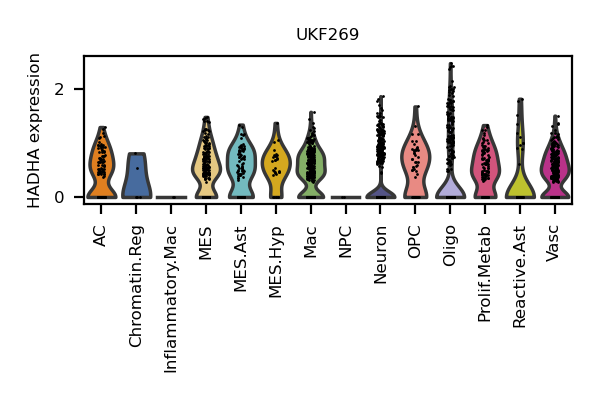 UKF269
HADHA expression
2
0
AC
Chromatin.Reg
Inflammatory.Mac
MES
MES.Ast
MES.Hyp
Mac
NPC
Neuron
OPC
Oligo
Prolif.Metab
Reactive.Ast
Vasc